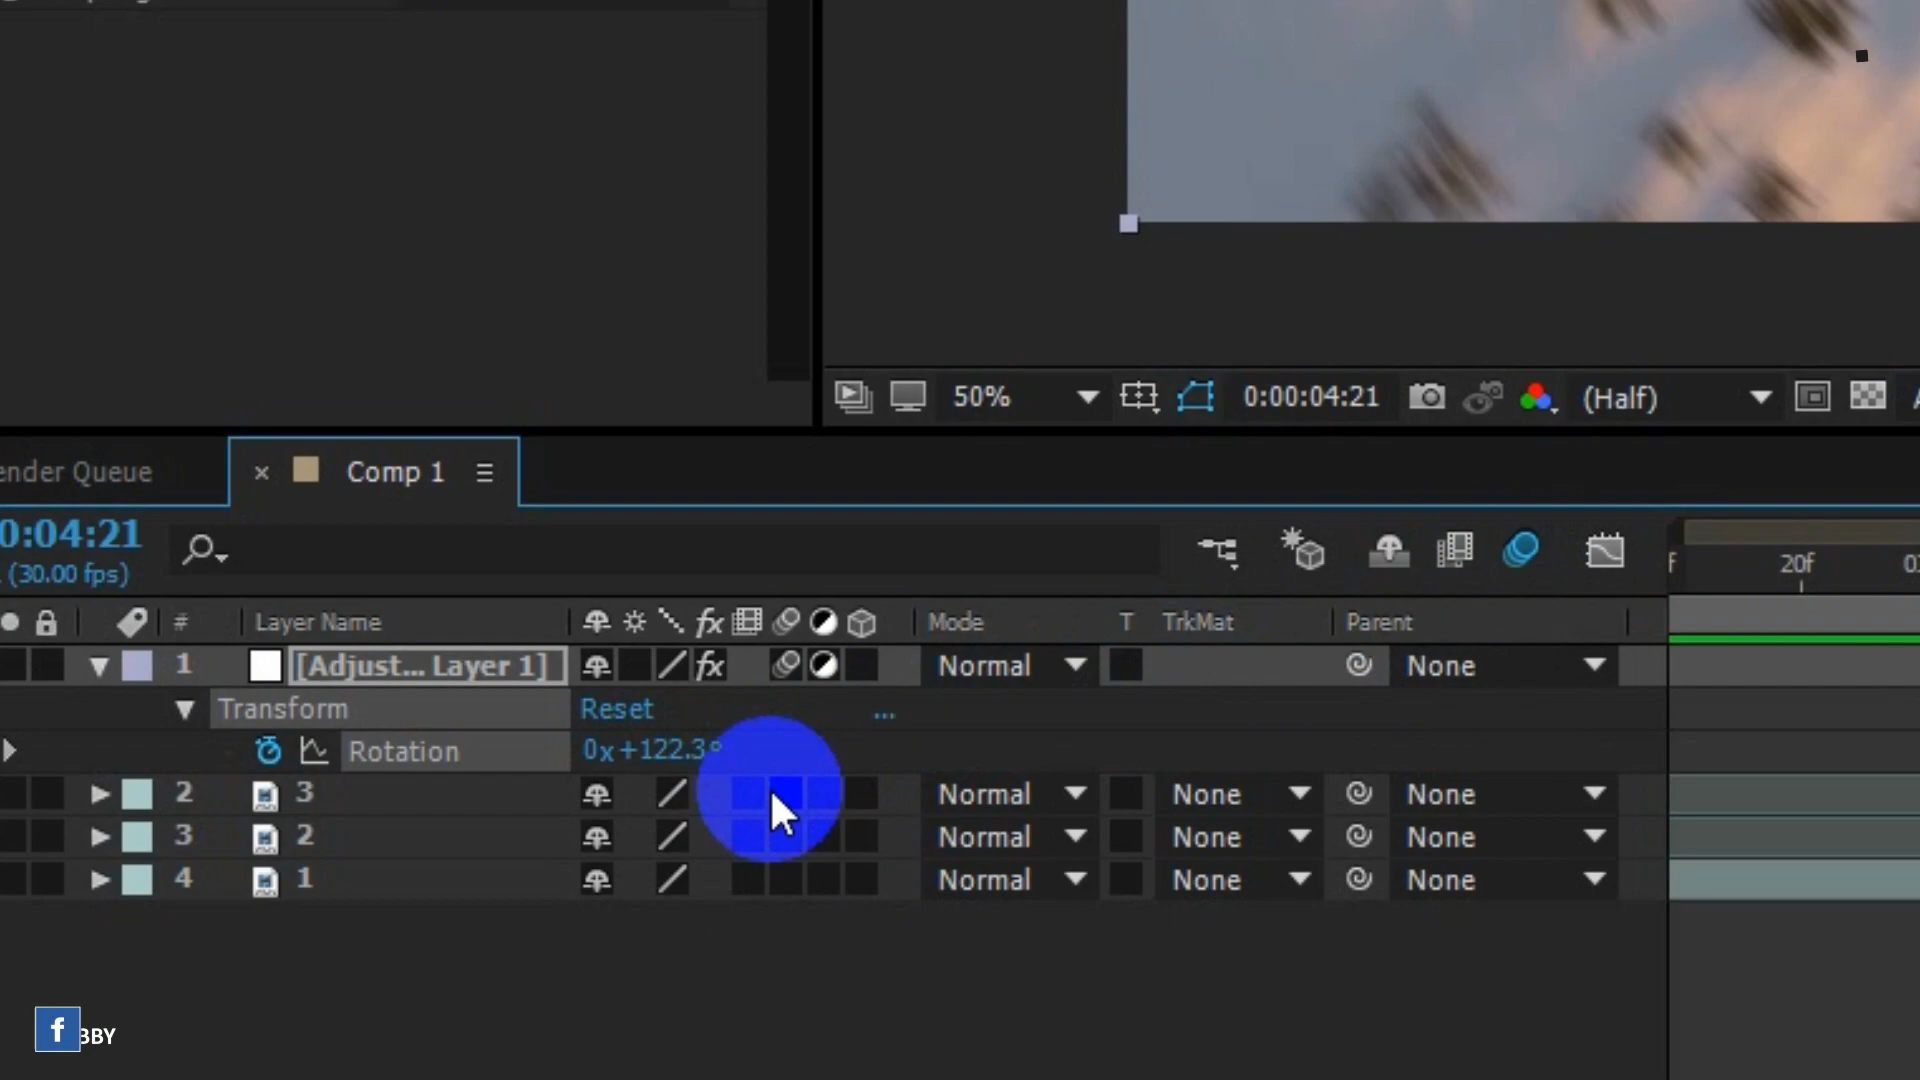 50%
0:00:04:21
(Half)
ender Queue
× Comp 1
0:04:21
(30.00 fps)
20f
# Layer Name fx Mode T TrkMat Parent
1 [Adjust... Layer 1] fx Normal None
Transform Reset ...
Rotation 0x+122.3°
2 3 Normal None None
3 2 Normal None None
4 1 Normal None None
f BBY